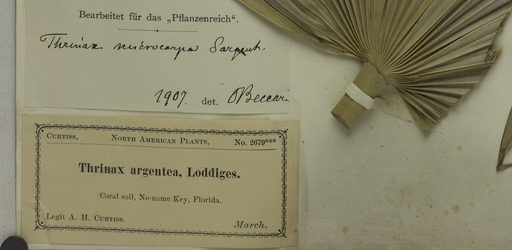 Bearbeitet für das „Pflanzenreich“.
Thrinax microcarpa Sargent.
1907. det. OBeccari
CURTISS, NORTH AMERICAN PLANTS, No. 2679***
Thrinax argentea, Loddiges.
Coral soil, No-name Key, Florida.
Legit A. H. CURTISS. March.